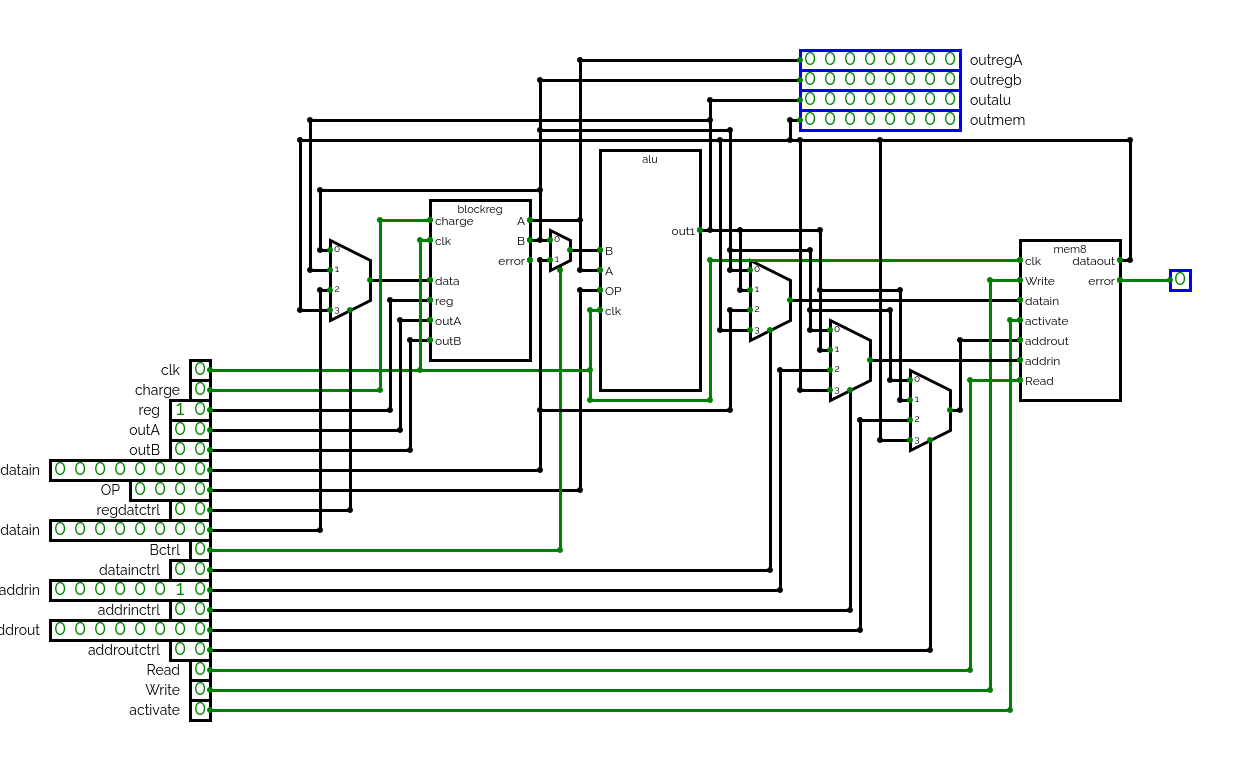 0 0 0 0 0 0 0 0 outregA
0 0 0 0 0 0 0 0 outregb
0 0 0 0 0 0 0 0 outalu
0 0 0 0 0 0 0 0 outmem
alu
blockreg
charge A
clk B
error
data
reg
outA
outB
0
1
2
3
0
1
B
A
OP
clk
out1
0
1
2
3
0
1
2
3
0
1
2
3
mem8
clk dataout
Write error
datain
activate
addrout
addrin
Read
0
clk 0
charge 0
reg 1 0
outA 0 0
outB 0 0
datain 0 0 0 0 0 0 0 0
OP 0 0 0 0
regdatctrl 0 0
datain 0 0 0 0 0 0 0 0
Bctrl 0
datainctrl 0 0
addrin 0 0 0 0 0 0 1 0
addrinctrl 0 0
ddrout 0 0 0 0 0 0 0 0
addroutctrl 0 0
Read 0
Write 0
activate 0